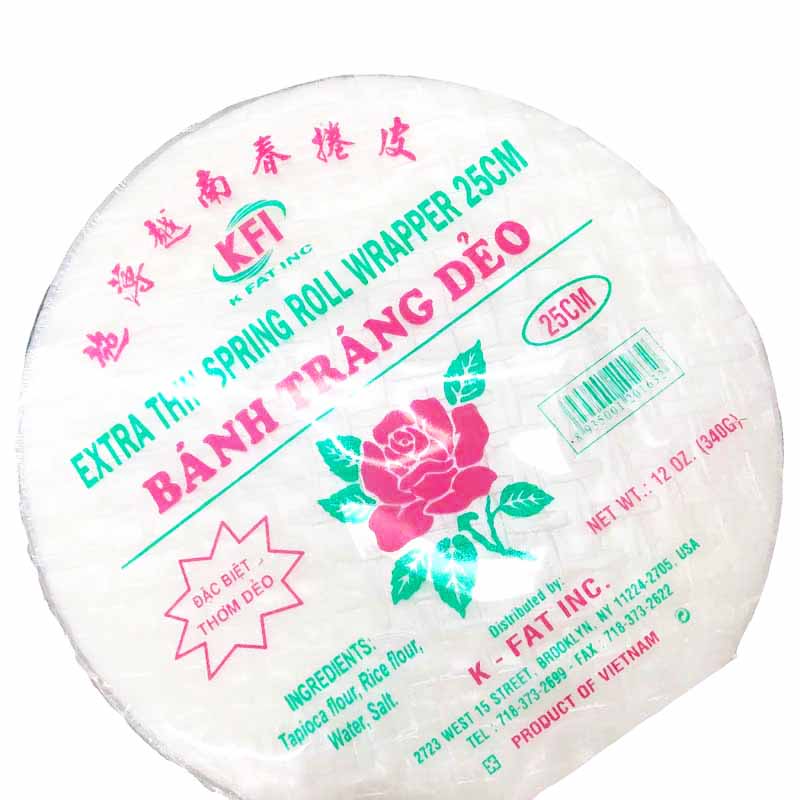 超薄越南春捲皮
KFI
K FAT INC
EXTRA THIN SPRING ROLL WRAPPER 25CM
BÁNH TRÁNG DẺO
25CM
NET WT.: 12 OZ. (340G)
ĐẶC BIỆT
THƠM DẺO
INGREDIENTS:
Tapioca flour, Rice flour,
Water, Salt.
Distributed by:
K - FAT INC.
2723 WEST 15 STREET, BROOKLYN, NY 11224-2705, USA
TEL : 718-373-2699 - FAX : 718-373-2622
PRODUCT OF VIETNAM